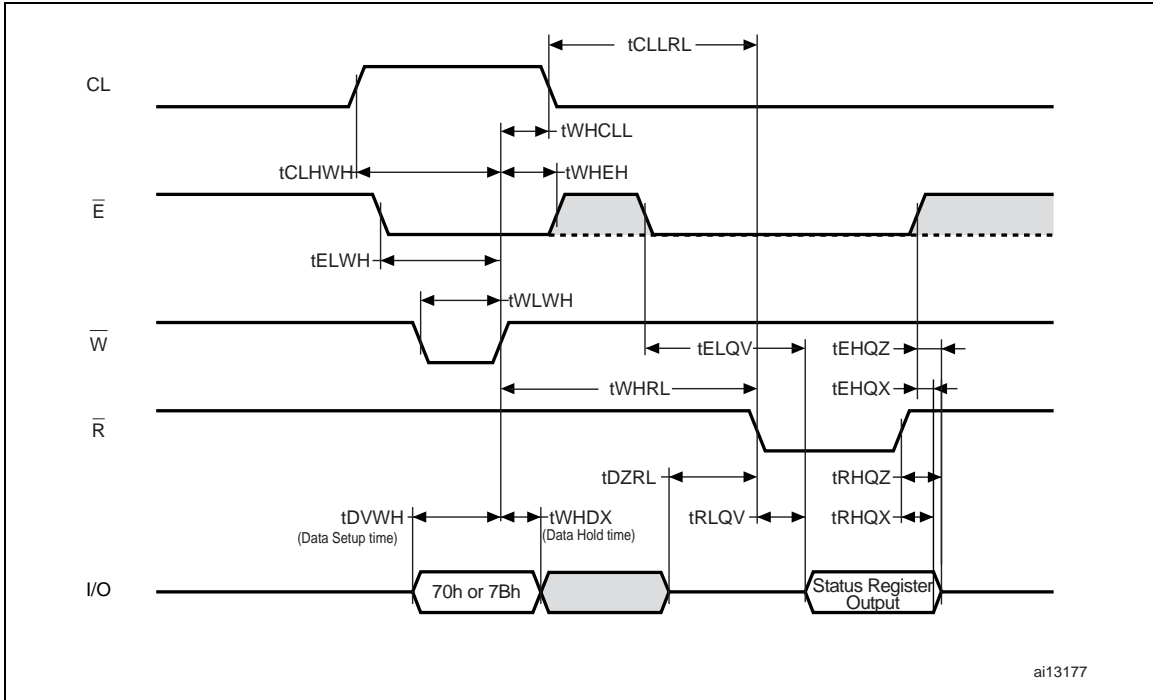 tCLLRL
CL
tWHCLL
tCLHWH
tWHEH
E
tELWH
tWLWH
W
tELQV
tEHQZ
tWHRL
tEHQX
R
tDZRL
tRHQZ
tDVWH
(Data Setup time)
tWHDX
(Data Hold time)
tRLQV
tRHQX
I/O
70h or 7Bh
Status Register
Output
ai13177